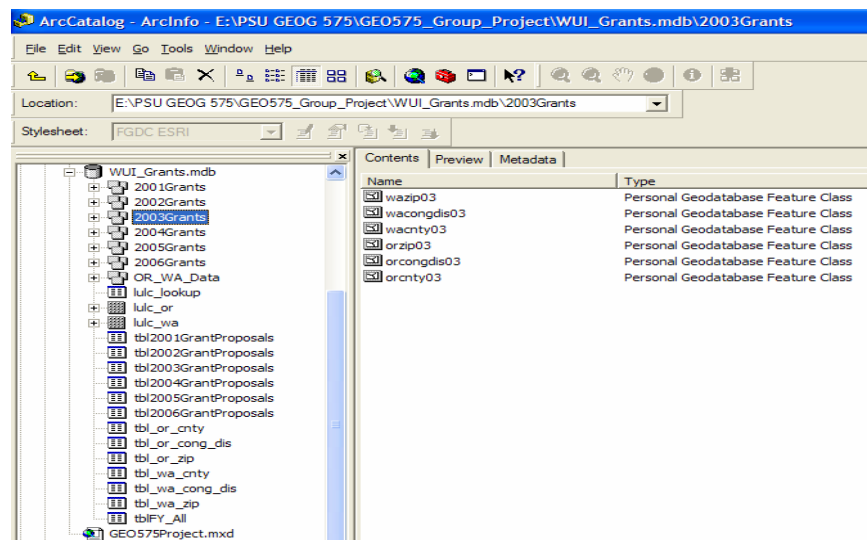 ArcCatalog - ArcInfo - E:\PSU GEOG 575\GEO575_Group_Project\WUI_Grants.mdb\2003Grants
File Edit View Go Tools Window Help
Location: E:\PSU GEOG 575\GEO575_Group_Project\WUI_Grants.mdb\2003Grants
Stylesheet: FGDC ESRI
WUI_Grants.mdb
2001Grants
2002Grants
2003Grants
2004Grants
2005Grants
2006Grants
OR_WA_Data
lulc_lookup
lulc_or
lulc_wa
tbl2001GrantProposals
tbl2002GrantProposals
tbl2003GrantProposals
tbl2004GrantProposals
tbl2005GrantProposals
tbl2006GrantProposals
tbl_or_cnty
tbl_or_cong_dis
tbl_or_zip
tbl_wa_cnty
tbl_wa_cong_dis
tbl_wa_zip
tblFY_All
GEO575Project.mxd
Contents Preview Metadata
Name Type
wazip03 Personal Geodatabase Feature Class
wacongdis03 Personal Geodatabase Feature Class
wacnty03 Personal Geodatabase Feature Class
orzip03 Personal Geodatabase Feature Class
orcongdis03 Personal Geodatabase Feature Class
orcnty03 Personal Geodatabase Feature Class